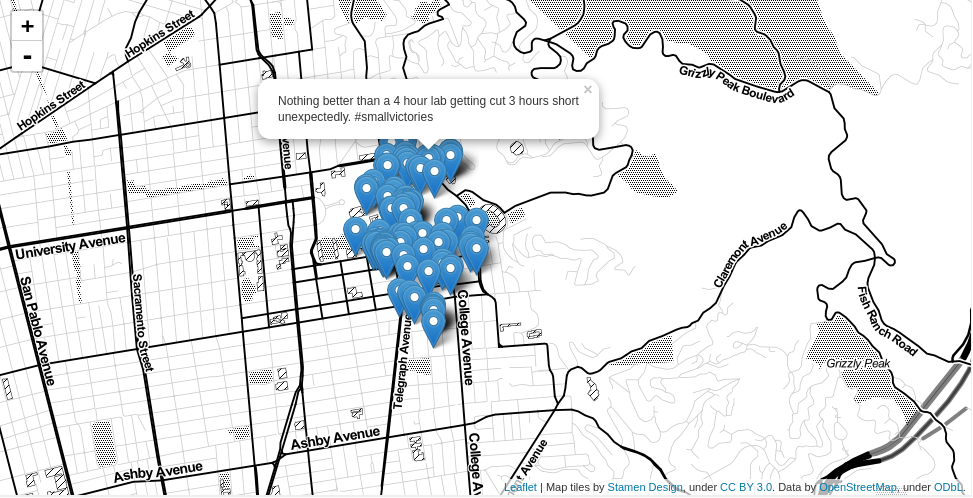 +
-
Hopkins Street
Hopkins Street
Grizzly Peak Boulevard
×
Nothing better than a 4 hour lab getting cut 3 hours short
unexpectedly. #smallvictories
University Avenue
San Pablo Avenue
Sacramento Street
Claremont Avenue
Fish Ranch Road
Grizzly Peak
College Avenue
Telegraph Avenue
Ashby Avenue
Ashby Avenue
College
Avenue
Leaflet | Map tiles by Stamen Design, under CC BY 3.0. Data by OpenStreetMap, under ODbL.